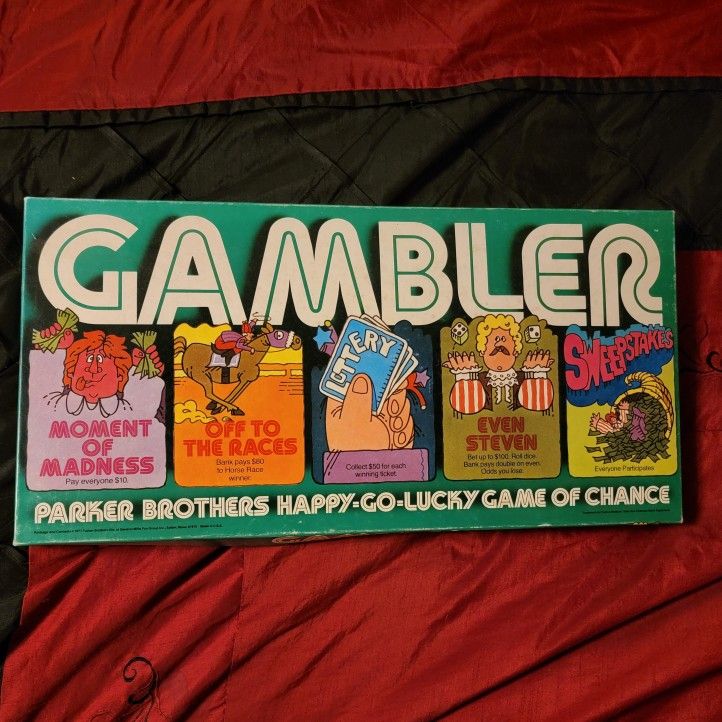 GAMBLER
MOMENT
OF
MADNESS
Pay everyone $10.
OFF TO
THE RACES
Bank pays $80
to Horse Race
winner.
LOTTERY
Collect $50 for each
winning ticket.
EVEN
STEVEN
Bet up to $100. Roll dice.
Bank pays double on even.
Odds you lose.
SWEEPSTAKES
Everyone Participates
PARKER BROTHERS HAPPY-GO-LUCKY GAME OF CHANCE